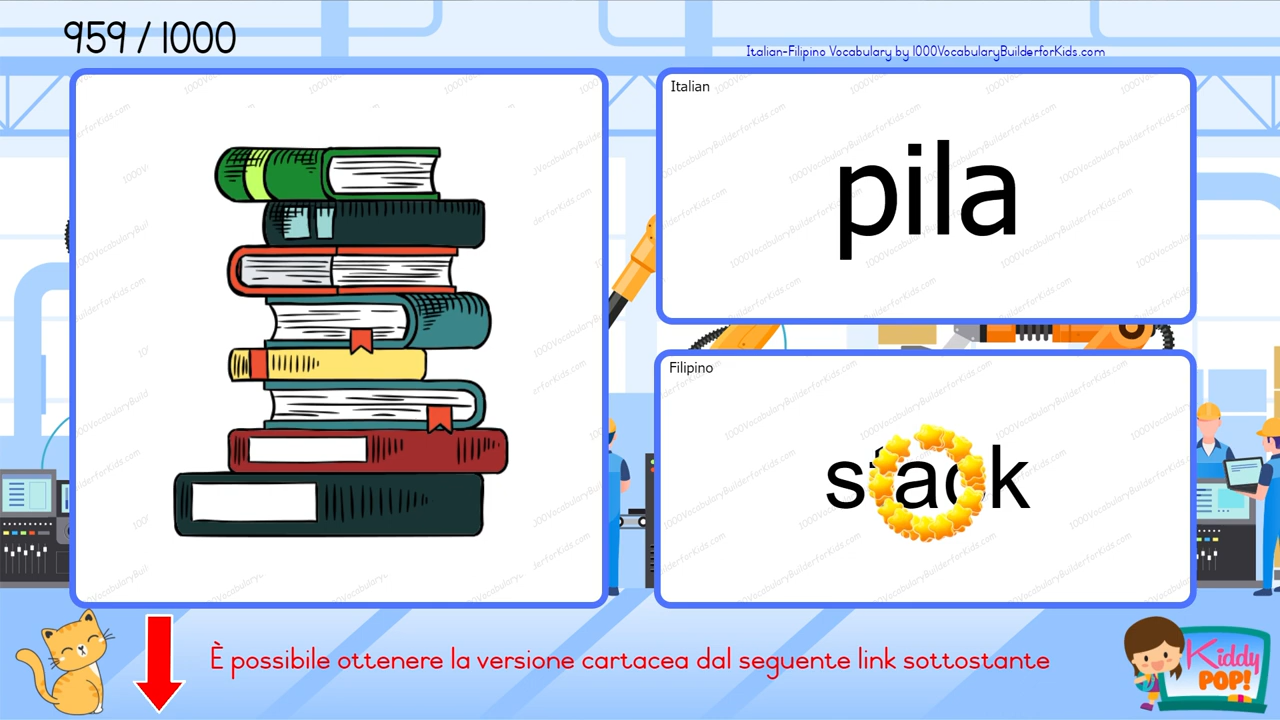 959 / 1000
Italian-Filipino Vocabulary by 1000VocabularyBuilderforKids.com
Italian
pila
Filipino
stack
È possibile ottenere la versione cartacea dal seguente link sottostante
Kiddy
POP!